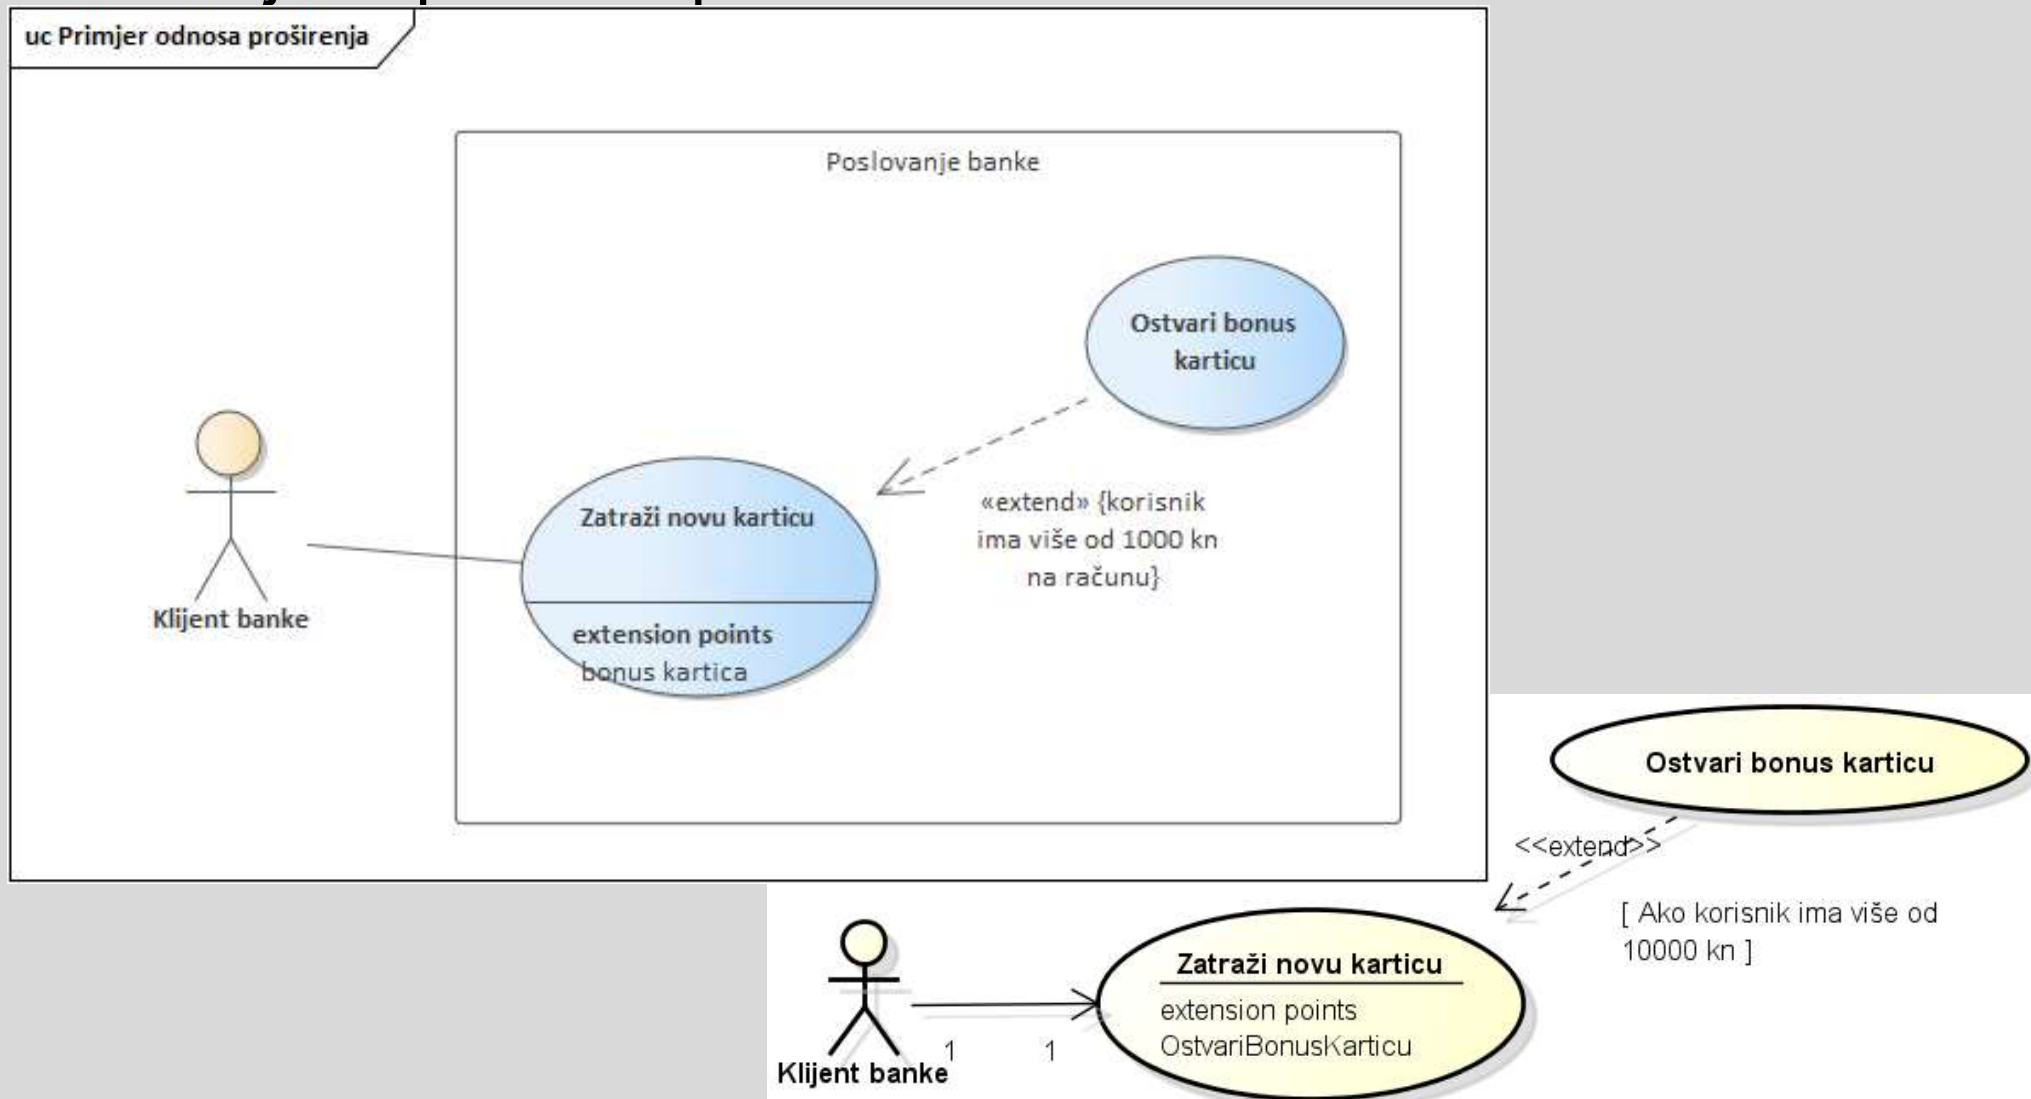 uc Primjer odnosa proširenja
Poslovanje banke
Ostvari bonus
karticu
Zatraži novu karticu
«extend» {korisnik
ima više od 1000 kn
na računu}
Klijent banke
extension points
bonus kartica
Ostvari bonus karticu
<<extend>>
[ Ako korisnik ima više od
10000 kn ]
Zatraži novu karticu
extension points
OstvariBonusKarticu
1 1
Klijent banke